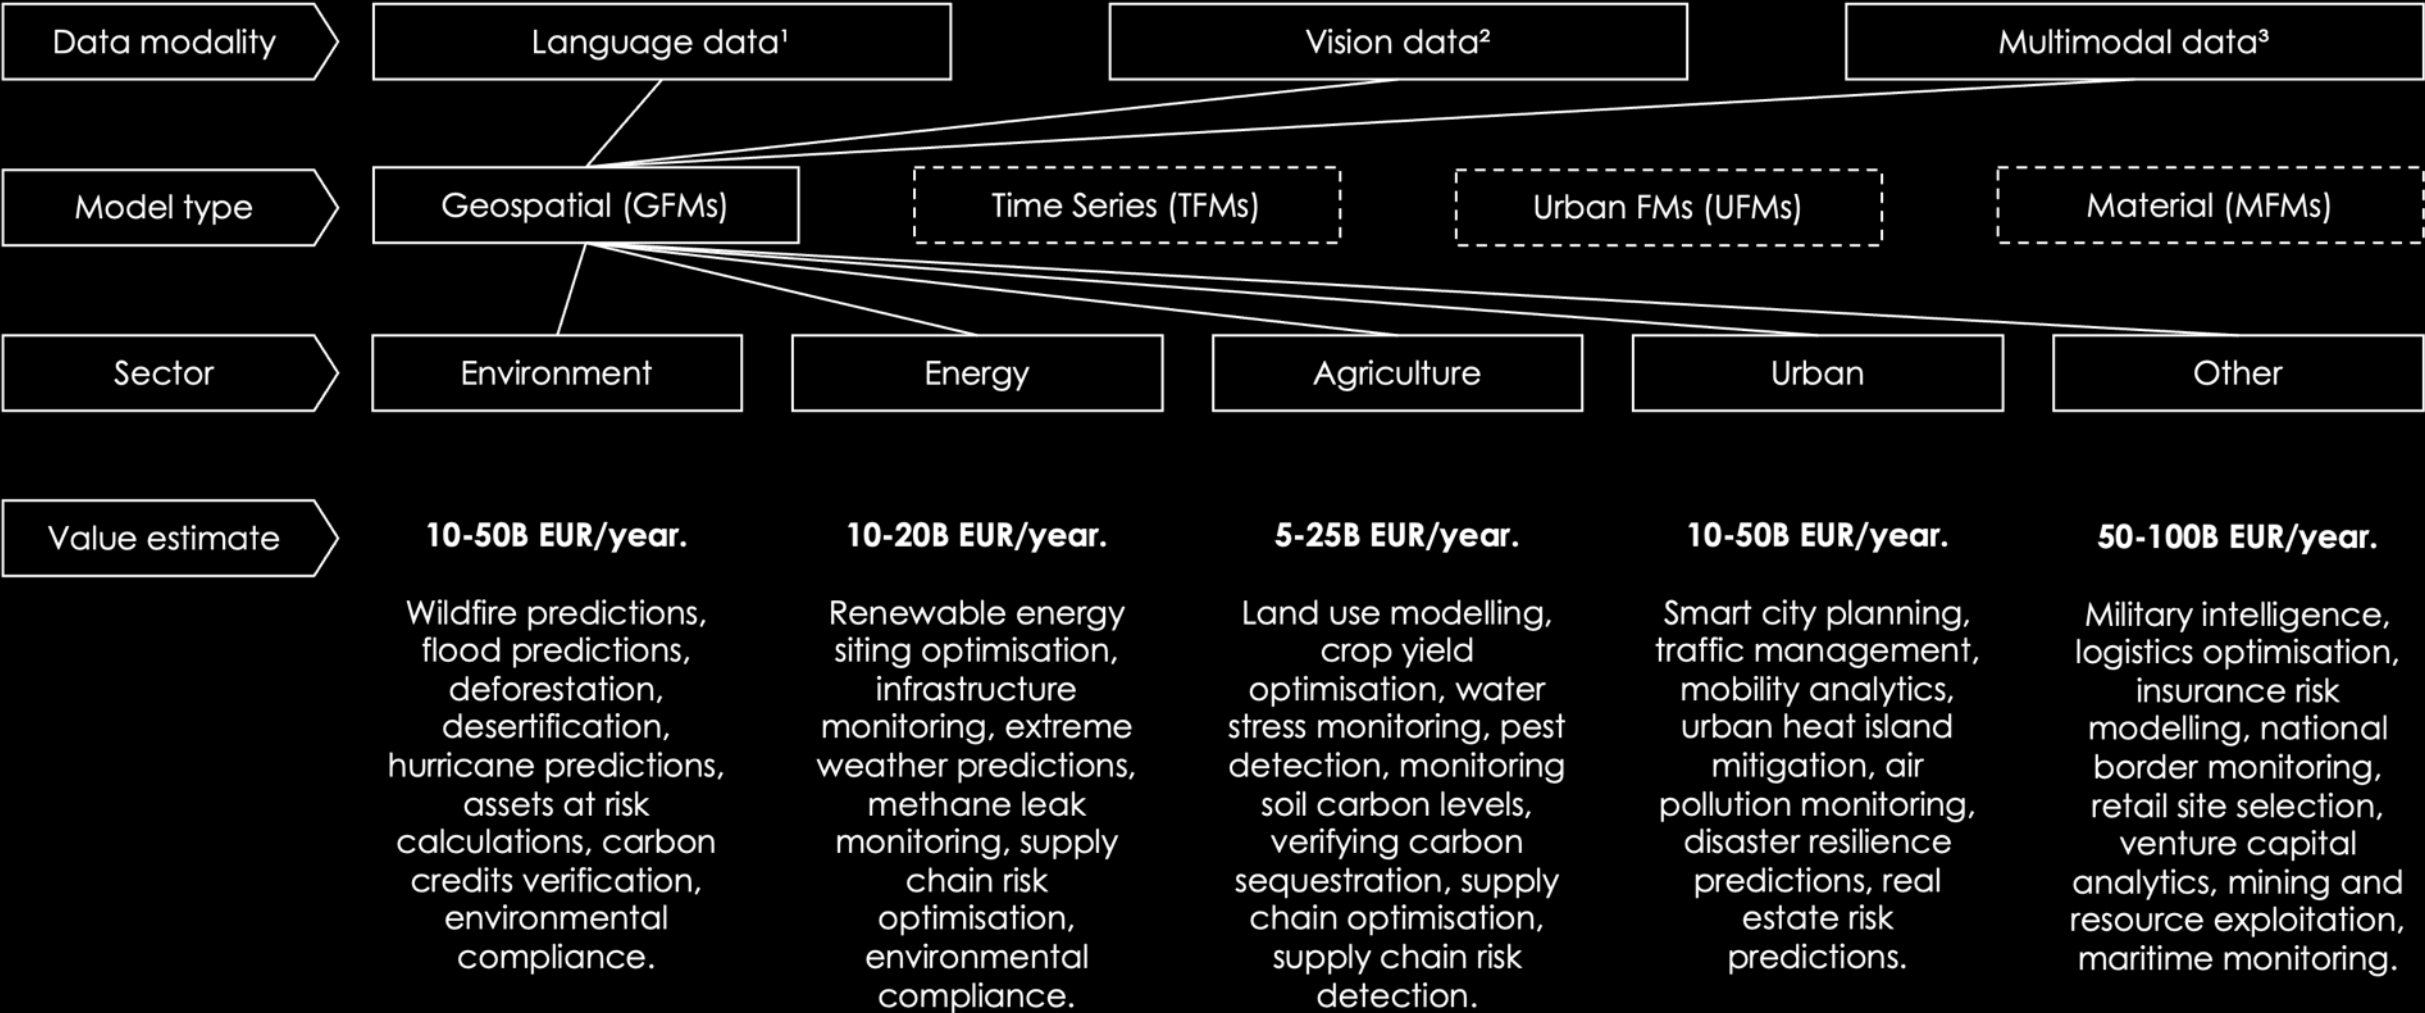 Data modality
Language data¹
Vision data²
Multimodal data³
Model type
Geospatial (GFMs)
Time Series (TFMs)
Urban FMs (UFMs)
Material (MFMs)
Sector
Environment
Energy
Agriculture
Urban
Other
Value estimate
10-50B EUR/year.
Wildfire predictions,
flood predictions,
deforestation,
desertification,
hurricane predictions,
assets at risk
calculations, carbon
credits verification,
environmental
compliance.
10-20B EUR/year.
Renewable energy
siting optimisation,
infrastructure
monitoring, extreme
weather predictions,
methane leak
monitoring, supply
chain risk
optimisation,
environmental
compliance.
5-25B EUR/year.
Land use modelling,
crop yield
optimisation, water
stress monitoring, pest
detection, monitoring
soil carbon levels,
verifying carbon
sequestration, supply
chain optimisation,
supply chain risk
detection.
10-50B EUR/year.
Smart city planning,
traffic management,
mobility analytics,
urban heat island
mitigation, air
pollution monitoring,
disaster resilience
predictions, real
estate risk
predictions.
50-100B EUR/year.
Military intelligence,
logistics optimisation,
insurance risk
modelling, national
border monitoring,
retail site selection,
venture capital
analytics, mining and
resource exploitation,
maritime monitoring.